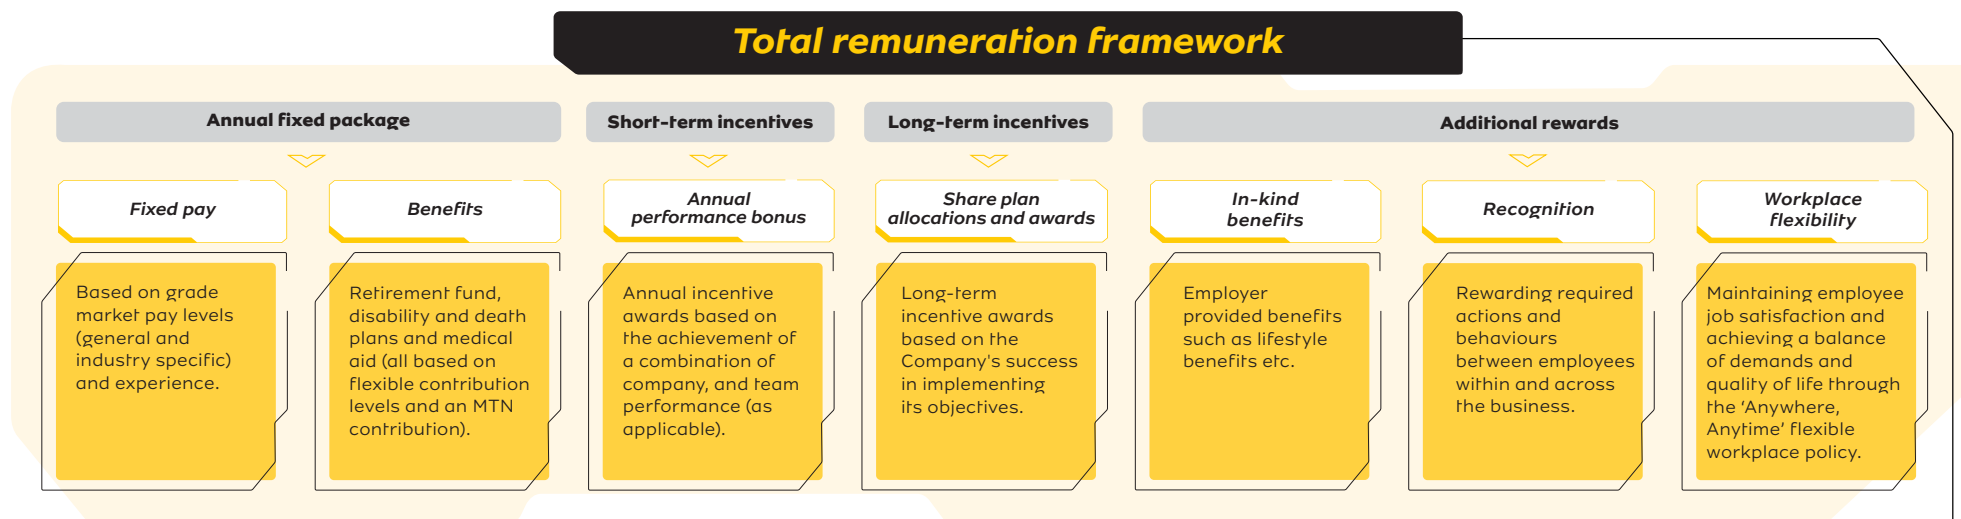 Total remuneration framework
Annual fixed package
Short-term incentives
Long-term incentives
Additional rewards
Fixed pay
Benefits
Annual
performance bonus
Share plan
allocations and awards
In-kind
benefits
Recognition
Workplace
flexibility
Based on grade
market pay levels
(general and
industry specific)
and experience.
Retirement fund,
disability and death
plans and medical
aid (all based on
flexible contribution
levels and an MTN
contribution).
Annual incentive
awards based on
the achievement of
a combination of
company, and team
performance (as
applicable).
Long-term
incentive awards
based on the
Company's success
in implementing
its objectives.
Employer
provided benefits
such as lifestyle
benefits etc.
Rewarding required
actions and
behaviours
between employees
within and across
the business.
Maintaining employee
job satisfaction and
achieving a balance
of demands and
quality of life through
the ‘Anywhere,
Anytime’ flexible
workplace policy.